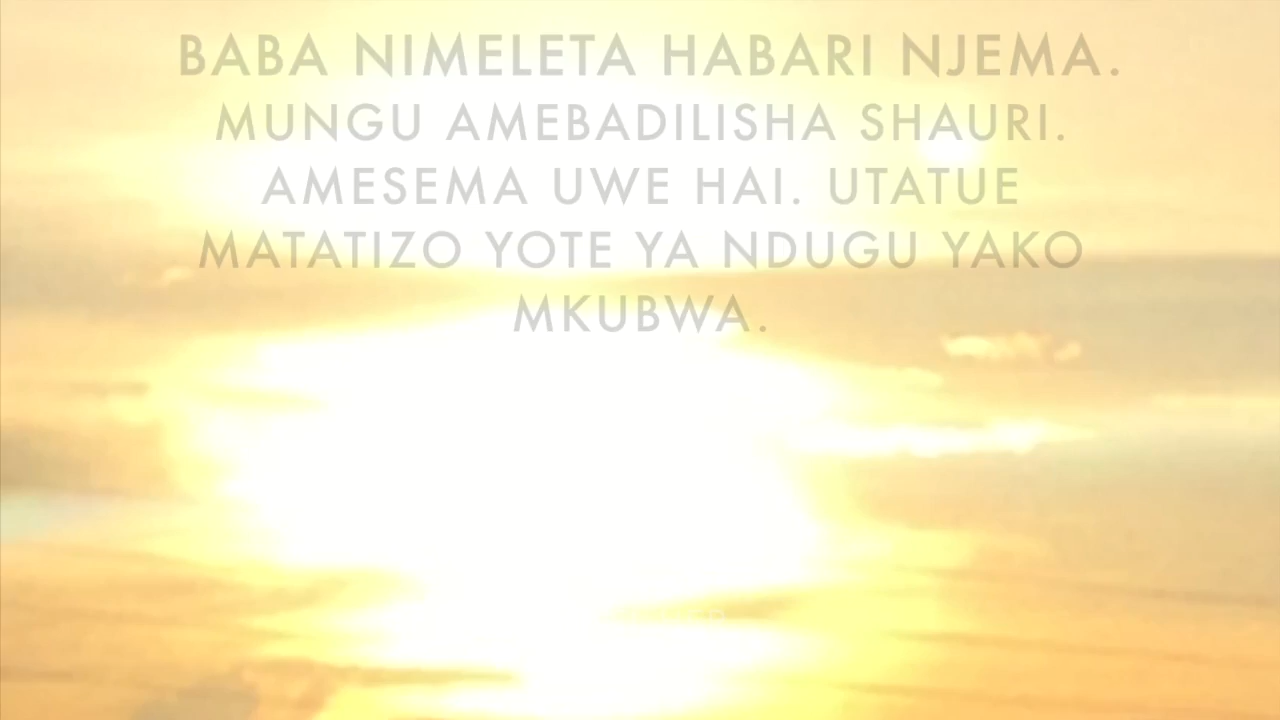 BABA NIMELETA HABARI NJEMA.
MUNGU AMEBADILISHA SHAURI.
AMESEMA UWE HAI. UTATUE
MATATIZO YOTE YA NDUGU YAKO
MKUBWA.